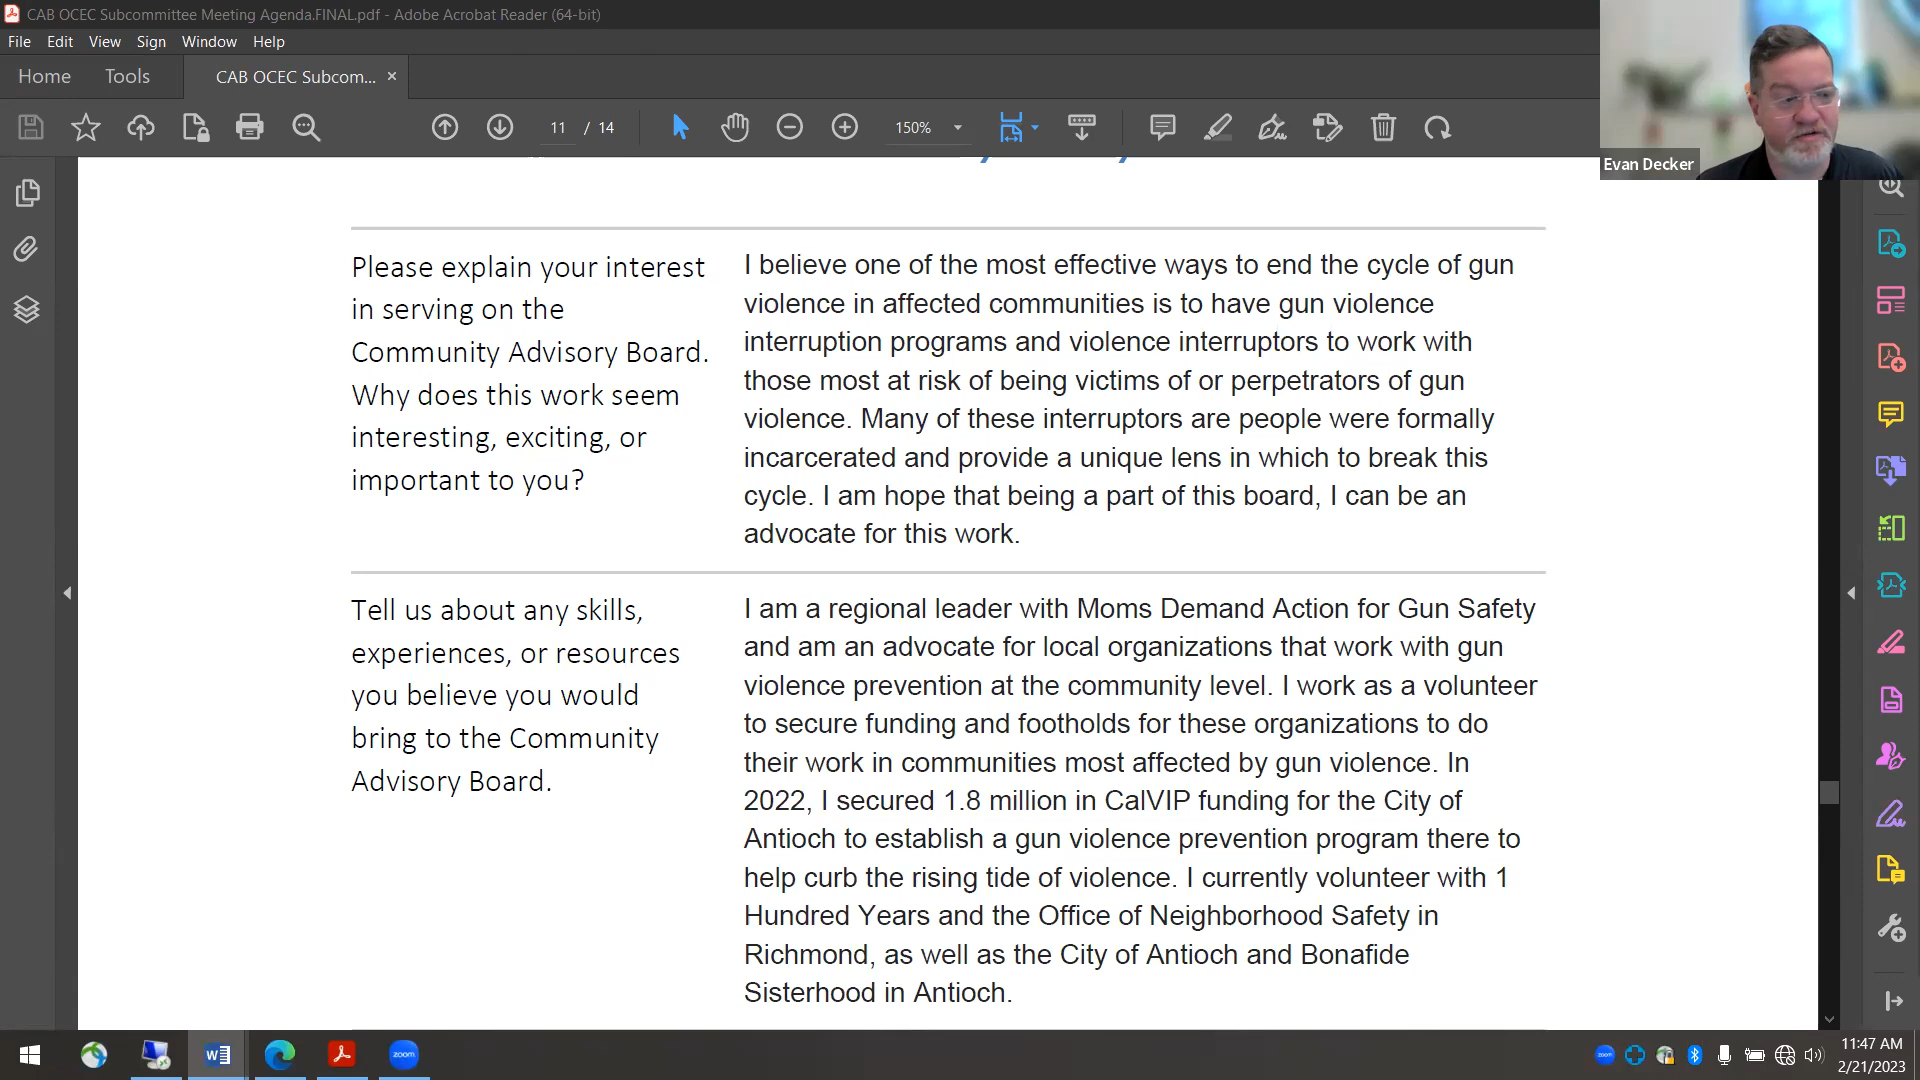 CAB OCEC Subcommittee Meeting Agenda.FINAL.pdf - Adobe Acrobat Reader (64-bit)
File Edit View Sign Window Help
Home Tools CAB OCEC Subcom... ×
11 / 14 150%
Evan Decker
Please explain your interest
in serving on the
Community Advisory Board.
Why does this work seem
interesting, exciting, or
important to you?
I believe one of the most effective ways to end the cycle of gun
violence in affected communities is to have gun violence
interruption programs and violence interruptors to work with
those most at risk of being victims of or perpetrators of gun
violence. Many of these interruptors are people were formally
incarcerated and provide a unique lens in which to break this
cycle. I am hope that being a part of this board, I can be an
advocate for this work.
Tell us about any skills,
experiences, or resources
you believe you would
bring to the Community
Advisory Board.
I am a regional leader with Moms Demand Action for Gun Safety
and am an advocate for local organizations that work with gun
violence prevention at the community level. I work as a volunteer
to secure funding and footholds for these organizations to do
their work in communities most affected by gun violence. In
2022, I secured 1.8 million in CalVIP funding for the City of
Antioch to establish a gun violence prevention program there to
help curb the rising tide of violence. I currently volunteer with 1
Hundred Years and the Office of Neighborhood Safety in
Richmond, as well as the City of Antioch and Bonafide
Sisterhood in Antioch.
zoom
11:47 AM
2/21/2023